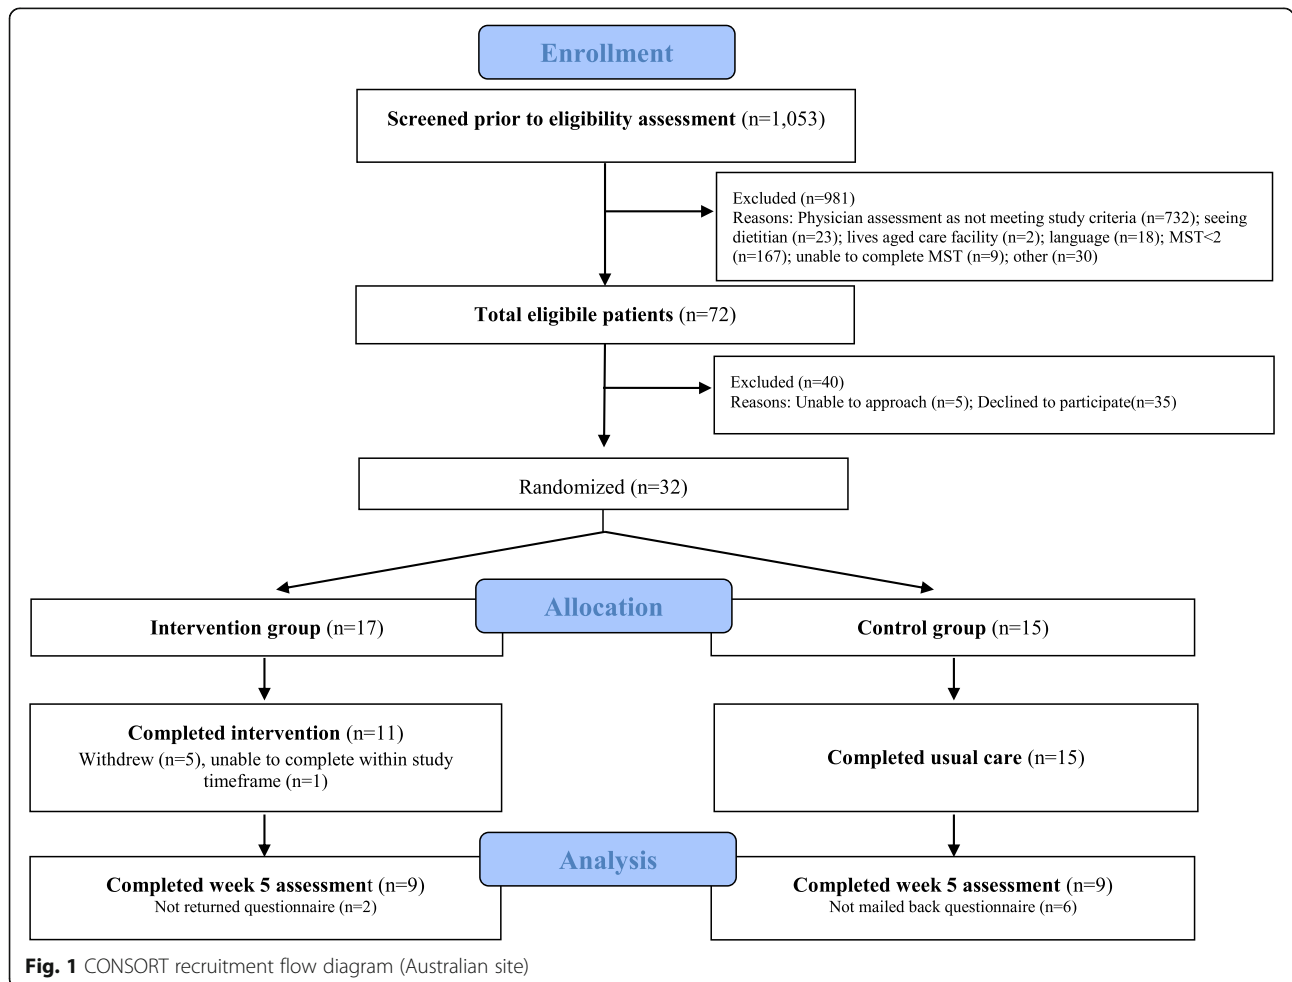 Enrollment
Screened prior to eligibility assessment (n=1,053)
Excluded (n=981)
Reasons: Physician assessment as not meeting study criteria (n=732); seeing
dietitian (n=23); lives aged care facility (n=2); language (n=18); MST<2
(n=167); unable to complete MST (n=9); other (n=30)
Total eligibile patients (n=72)
Excluded (n=40)
Reasons: Unable to approach (n=5); Declined to participate(n=35)
Randomized (n=32)
Allocation
Intervention group (n=17)
Control group (n=15)
Completed intervention (n=11)
Withdrew (n=5), unable to complete within study
timeframe (n=1)
Completed usual care (n=15)
Analysis
Completed week 5 assessment (n=9)
Not returned questionnaire (n=2)
Completed week 5 assessment (n=9)
Not mailed back questionnaire (n=6)
Fig. 1 CONSORT recruitment flow diagram (Australian site)